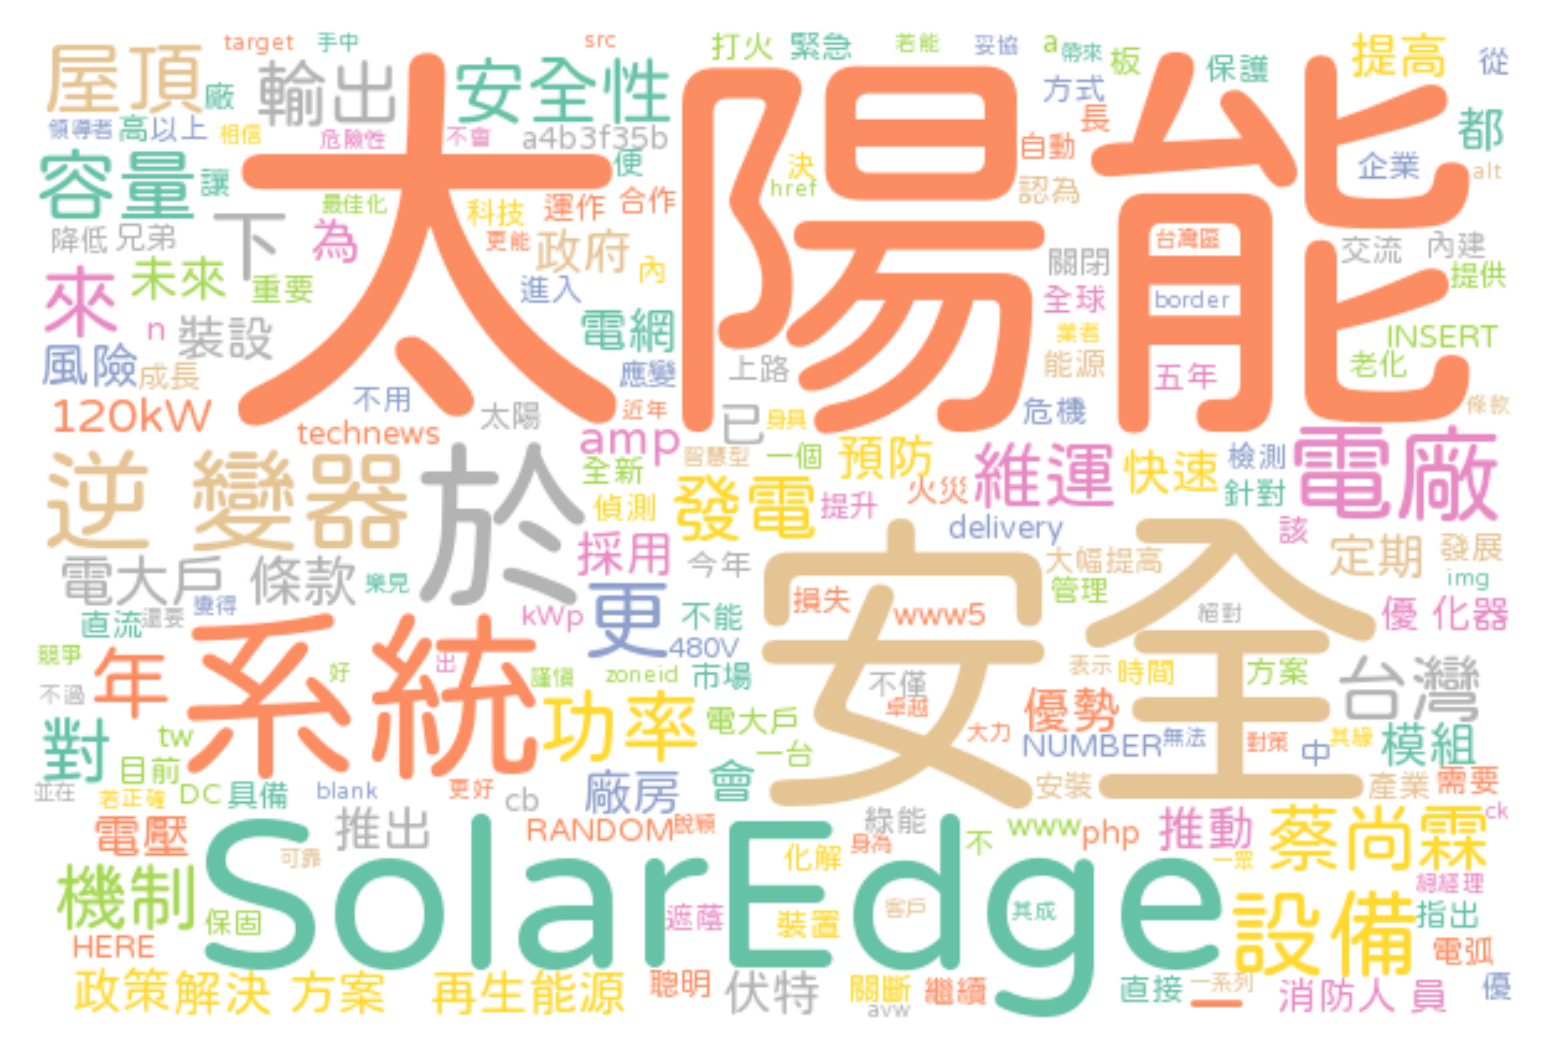 target 手中 src 打火 緊急 若能 妥協 a 帶來 板 保護 提高 從
屋頂 廠 輸出 安全性 方式
領導者 高以上 相信 危險性 不會 a4b3f35b 長 都
太陽能
容量 讓 便 決 自動 企業 alt
最佳化 科技 運作 合作 href 認為
降低 兄弟 下 為 更能 政府 台灣區 交流 內建
來 未來 重要 進入 內 關閉 提供
n 裝設 電網 全球 border 業者 INSERT
風險 成長 應變 上路 能源 五年 老化
120kW 不用 太陽 近年 已 身具 危機 條款
technews amp 智慧型 一個 預防 維運 快速 檢測 電廠
逆 變器 於 全新 偵測 發電 提升 火災 針對
採用 delivery 該
電大戶 條款 樂見 今年 大幅提高 定期 發展
安全
直流 還要 變得 kWp 更 不能 損失 www5 管理 絕對 img 優 化器
系統 480V
競爭 年 好 出 謹慎 zoneid 市場 不僅 表示 時間 方案 台灣
不過 功率 電大戶 卓越 優勢
對 tw 一台 大力 NUMBER 無法 對策 中 其緣 模組
目前 廠房 會 安裝 產業 需要
並在 若正確 DC 具備 blank 更好 cb
電壓 推出 RANDOM 脫穎 綠能 不 www php 推動 蔡尚霖 ck
可靠 化解 身為 一眾
SolarEdge
機制 保固 遮蔭 裝置 客戶 其成 設備 總經理 指出
HERE 電弧
政策 解決 方案 再生能源 聰明 伏特 關斷 繼續 直接 一系列 消防人 員 優
avw 一